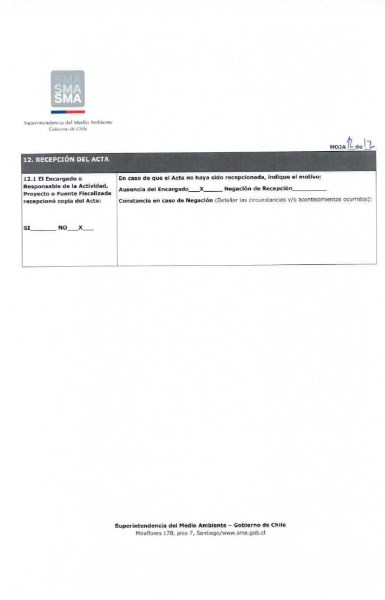 SMA
SMA
SMA
Superintendencia del Medio Ambiente
Gobierno de Chile
HOJA 12 de 12
12. RECEPCIÓN DEL ACTA
12.1 El Encargado o
Responsable de la Actividad,
Proyecto o Fuente Fiscalizada
recepcionó copia del Acta:
SI_______ NO___X___
En caso de que el Acta no haya sido recepcionada, indique el motivo:
Ausencia del Encargado___X_____ Negación de Recepción_________
Constancia en caso de Negación (Detallar las circunstancias y/o acontecimientos ocurridos):
Superintendencia del Medio Ambiente – Gobierno de Chile
Miraflores 178, piso 7, Santiago/www.sma.gob.cl